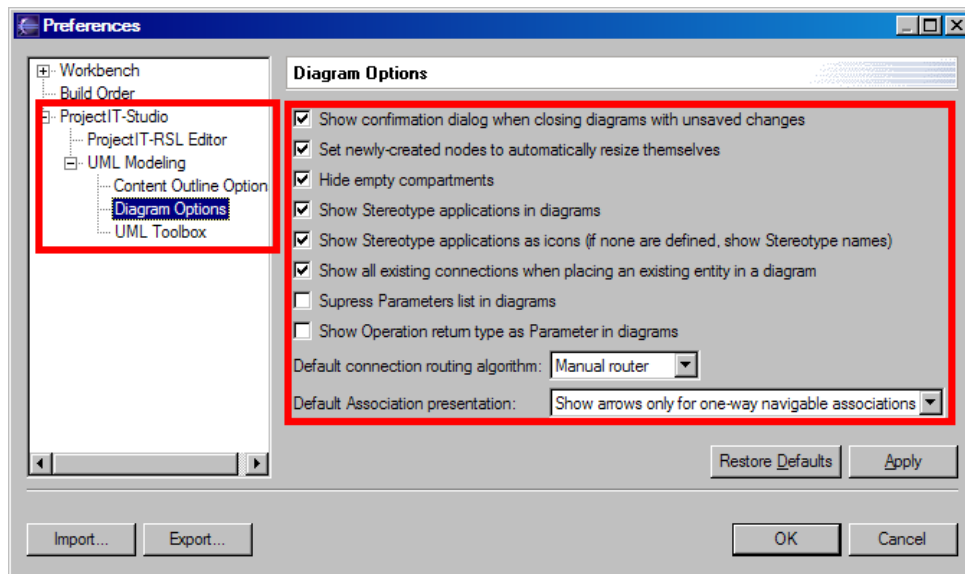 Preferences
Workbench
Build Order
ProjectIT-Studio
ProjectIT-RSL Editor
UML Modeling
Content Outline Option
Diagram Options
UML Toolbox
Diagram Options
Show confirmation dialog when closing diagrams with unsaved changes
Set newly-created nodes to automatically resize themselves
Hide empty compartments
Show Stereotype applications in diagrams
Show Stereotype applications as icons (if none are defined, show Stereotype names)
Show all existing connections when placing an existing entity in a diagram
Supress Parameters list in diagrams
Show Operation return type as Parameter in diagrams
Default connection routing algorithm: Manual router
Default Association presentation: Show arrows only for one-way navigable associations
Restore Defaults Apply
Import... Export... OK Cancel